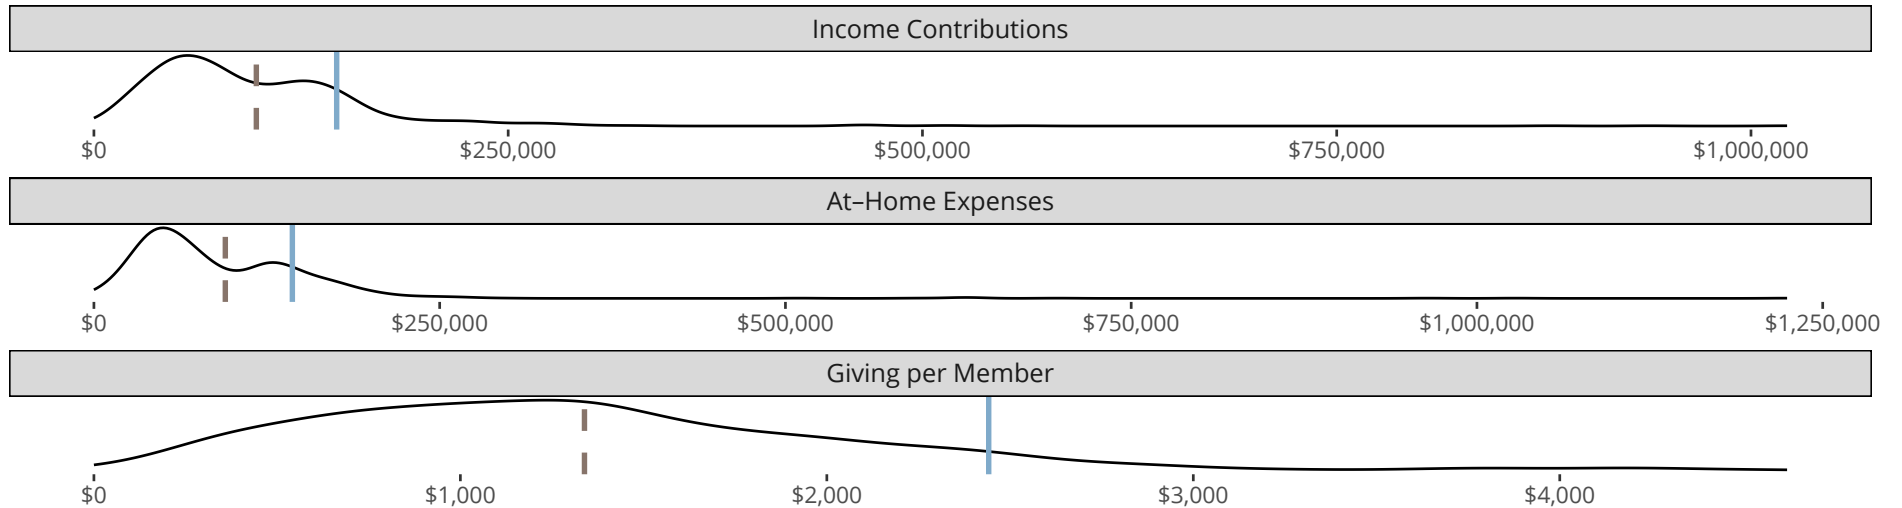 Income Contributions
$0 $250,000 $500,000 $750,000 $1,000,000
At–Home Expenses
$0 $250,000 $500,000 $750,000 $1,000,000 $1,250,000
Giving per Member
$0 $1,000 $2,000 $3,000 $4,000